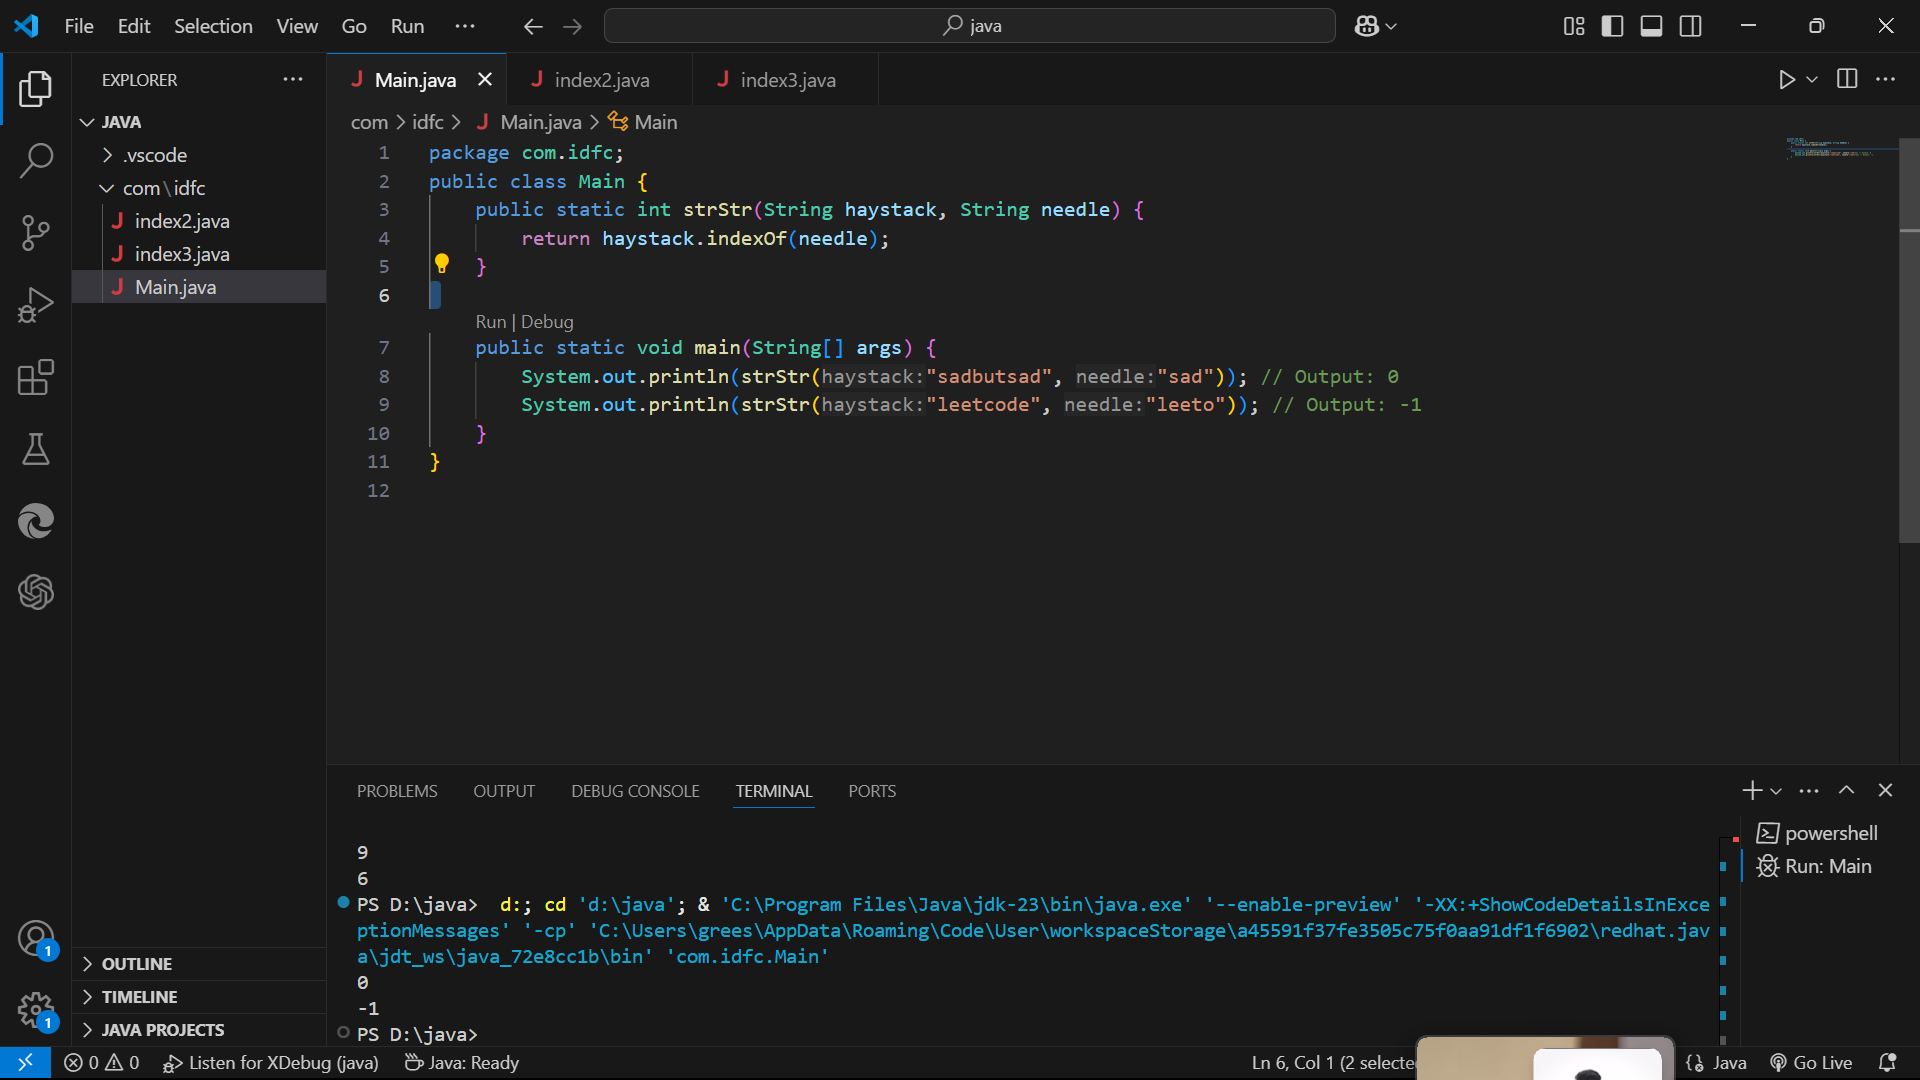 File Edit Selection View Go Run ···
java
EXPLORER ···
JAVA
.vscode
com\idfc
index2.java
index3.java
Main.java
OUTLINE
TIMELINE
JAVA PROJECTS
Main.java
index2.java
index3.java
com > idfc > Main.java > Main
1 package com.idfc;
2 public class Main {
3 public static int strStr(String haystack, String needle) {
4 return haystack.indexOf(needle);
5 }
6
Run | Debug
7 public static void main(String[] args) {
8 System.out.println(strStr(haystack:"sadbutsad", needle:"sad")); // Output: 0
9 System.out.println(strStr(haystack:"leetcode", needle:"leeto")); // Output: -1
10 }
11 }
12
PROBLEMS OUTPUT DEBUG CONSOLE TERMINAL PORTS
powershell
Run: Main
9
6
PS D:\java> d:; cd 'd:\java'; & 'C:\Program Files\Java\jdk-23\bin\java.exe' '--enable-preview' '-XX:+ShowCodeDetailsInExce
ptionMessages' '-cp' 'C:\Users\grees\AppData\Roaming\Code\User\workspaceStorage\a45591f37fe3505c75f0aa91df1f6902\redhat.jav
a\jdt_ws\java_72e8cc1b\bin' 'com.idfc.Main'
0
-1
PS D:\java>
1
1
0 0 Listen for XDebug (java) Java: Ready Ln 6, Col 1 (2 selected {} Java Go Live